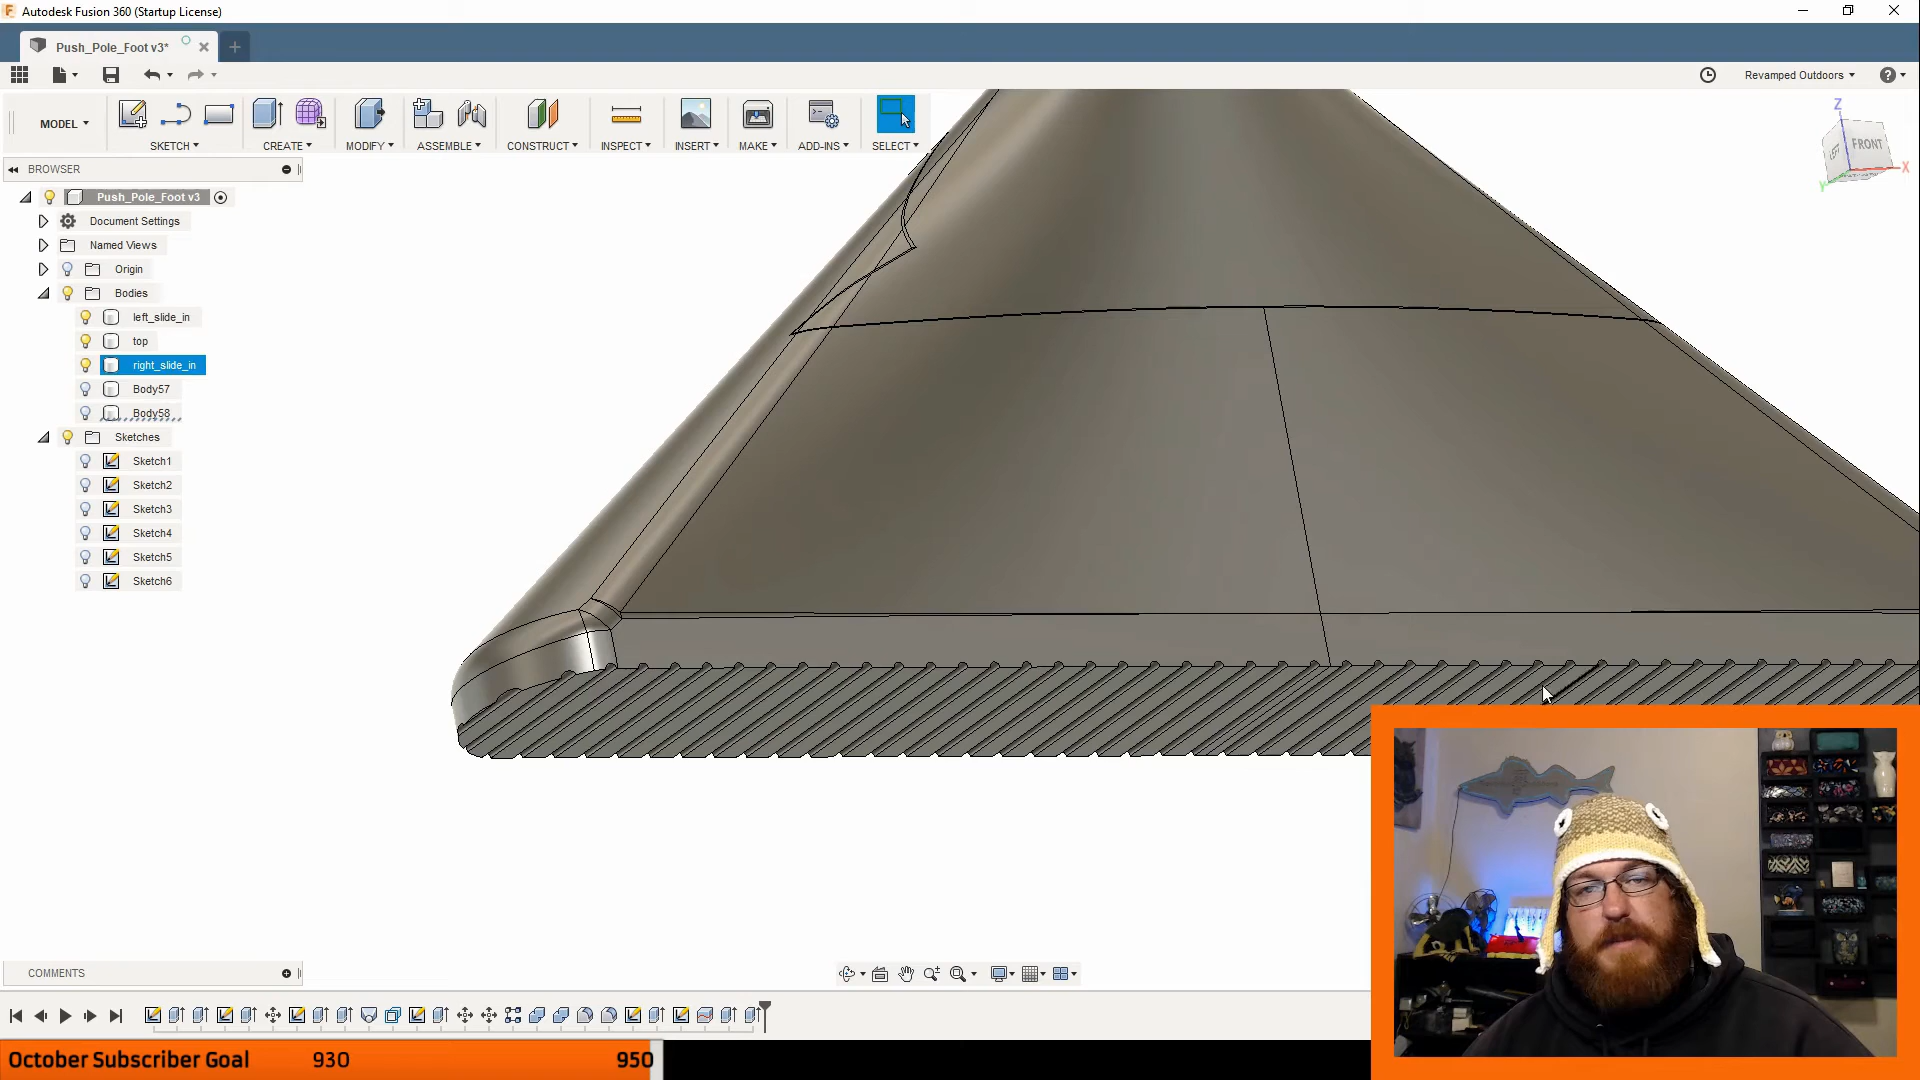 Autodesk Fusion 360 (Startup License)
Push_Pole_Foot v3*
Revamped Outdoors
MODEL
SKETCH
CREATE
MODIFY
ASSEMBLE
CONSTRUCT
INSPECT
INSERT
MAKE
ADD-INS
SELECT
Z
LEFT
FRONT
X
Y
BROWSER
Push_Pole_Foot v3
Document Settings
Named Views
Origin
Bodies
left_slide_in
top
right_slide_in
Body57
Body58
Sketches
Sketch1
Sketch2
Sketch3
Sketch4
Sketch5
Sketch6
COMMENTS
October Subscriber Goal 930 950